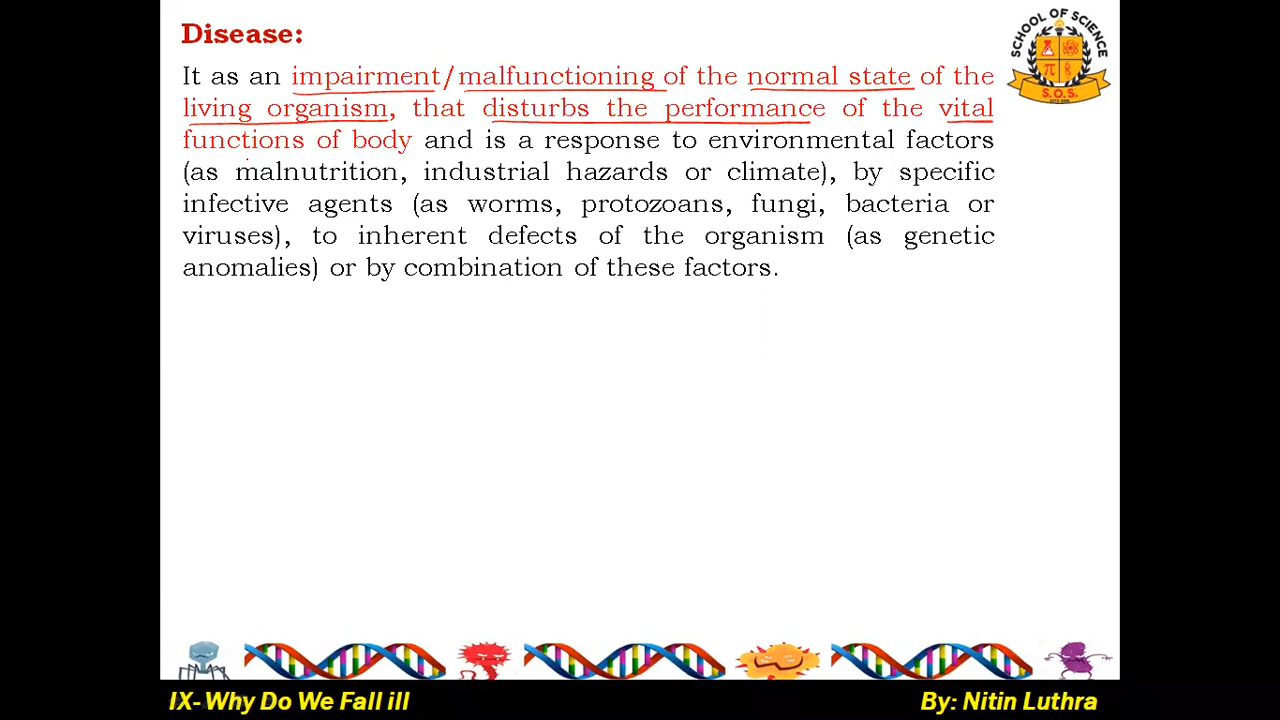 Disease:
SCHOOL OF SCIENCE
It as an impairment/malfunctioning of the normal state of the
living organism, that disturbs the performance of the vital
functions of body and is a response to environmental factors
(as malnutrition, industrial hazards or climate), by specific
infective agents (as worms, protozoans, fungi, bacteria or
viruses), to inherent defects of the organism (as genetic
anomalies) or by combination of these factors.
π
S.O.S.
IX-Why Do We Fall ill
By: Nitin Luthra